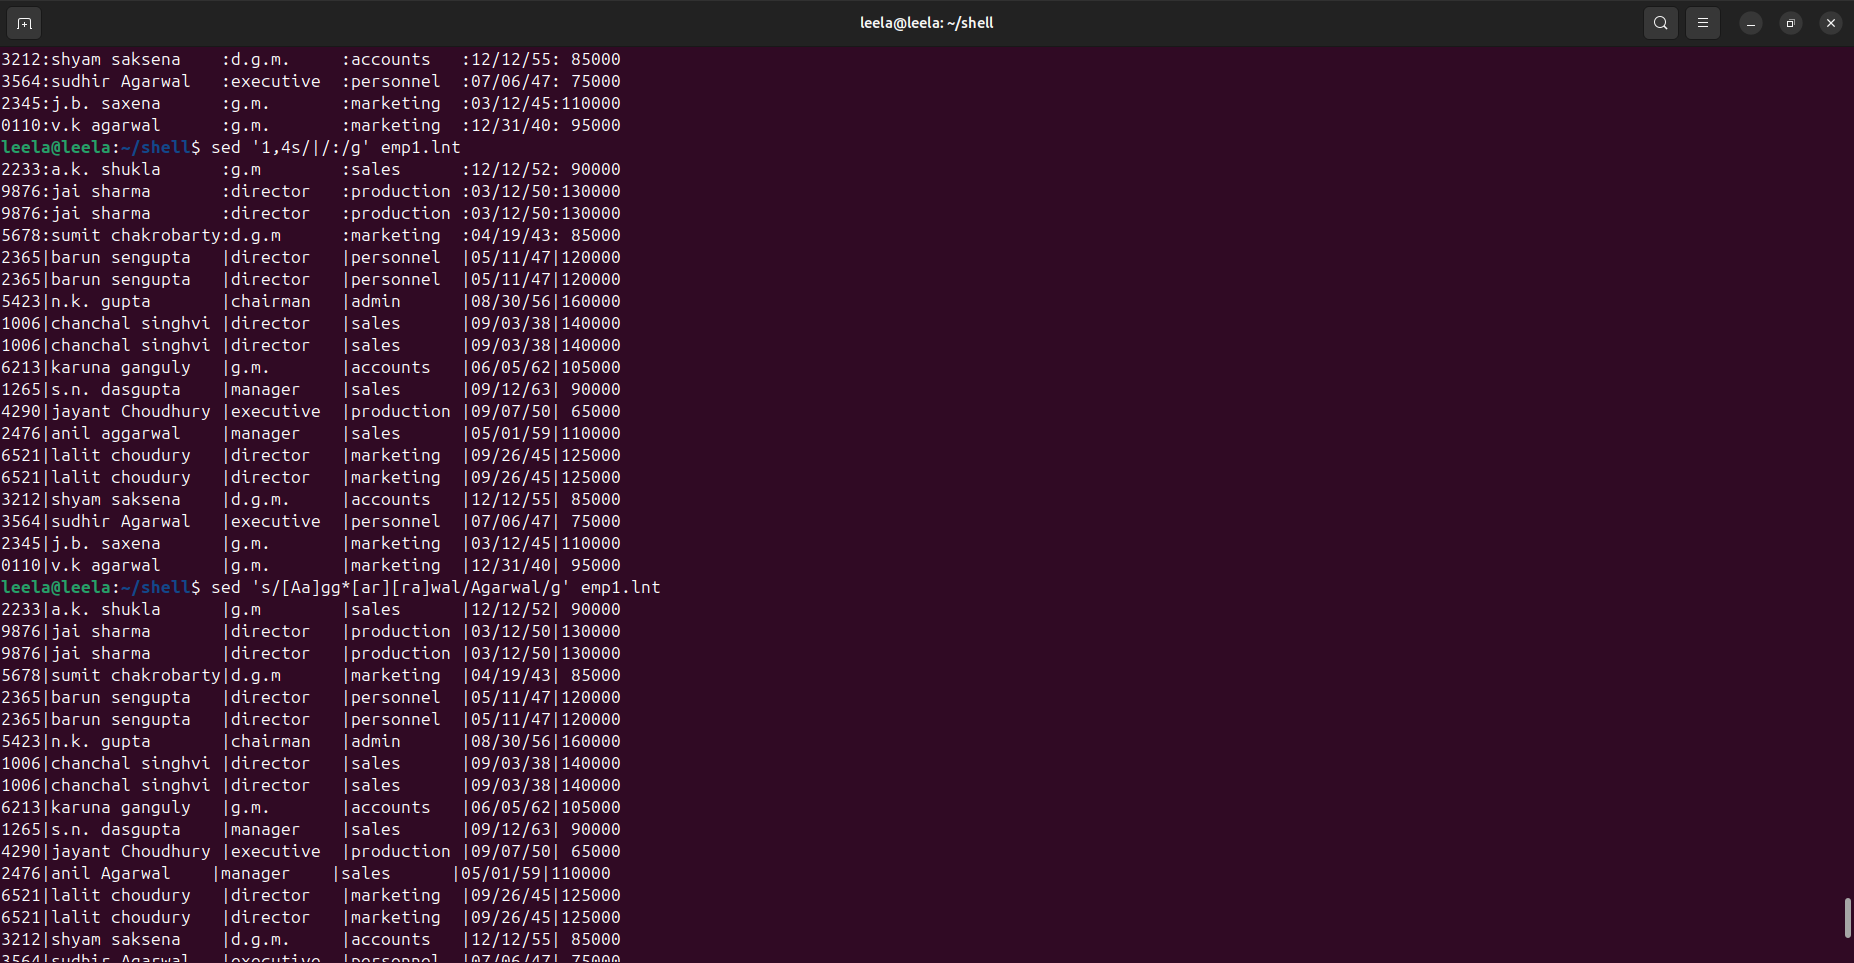 leela@leela: ~/shell
3212:shyam saksena    :d.g.m.     :accounts   :12/12/55: 85000
3564:sudhir Agarwal   :executive  :personnel  :07/06/47: 75000
2345:j.b. saxena      :g.m.       :marketing  :03/12/45:110000
0110:v.k agarwal      :g.m.       :marketing  :12/31/40: 95000
leela@leela:~/shell$ sed '1,4s/|/:/g' emp1.lnt
2233:a.k. shukla      :g.m        :sales      :12/12/52: 90000
9876:jai sharma       :director   :production :03/12/50:130000
9876:jai sharma       :director   :production :03/12/50:130000
5678:sumit chakrobarty:d.g.m      :marketing  :04/19/43: 85000
2365|barun sengupta   |director   |personnel  |05/11/47|120000
2365|barun sengupta   |director   |personnel  |05/11/47|120000
5423|n.k. gupta       |chairman   |admin      |08/30/56|160000
1006|chanchal singhvi |director   |sales      |09/03/38|140000
1006|chanchal singhvi |director   |sales      |09/03/38|140000
6213|karuna ganguly   |g.m.       |accounts   |06/05/62|105000
1265|s.n. dasgupta    |manager    |sales      |09/12/63| 90000
4290|jayant Choudhury |executive  |production |09/07/50| 65000
2476|anil aggarwal    |manager    |sales      |05/01/59|110000
6521|lalit choudury   |director   |marketing  |09/26/45|125000
6521|lalit choudury   |director   |marketing  |09/26/45|125000
3212|shyam saksena    |d.g.m.     |accounts   |12/12/55| 85000
3564|sudhir Agarwal   |executive  |personnel  |07/06/47| 75000
2345|j.b. saxena      |g.m.       |marketing  |03/12/45|110000
0110|v.k agarwal      |g.m.       |marketing  |12/31/40| 95000
leela@leela:~/shell$ sed 's/[Aa]gg*[ar][ra]wal/Agarwal/g' emp1.lnt
2233|a.k. shukla      |g.m        |sales      |12/12/52| 90000
9876|jai sharma       |director   |production |03/12/50|130000
9876|jai sharma       |director   |production |03/12/50|130000
5678|sumit chakrobarty|d.g.m      |marketing  |04/19/43| 85000
2365|barun sengupta   |director   |personnel  |05/11/47|120000
2365|barun sengupta   |director   |personnel  |05/11/47|120000
5423|n.k. gupta       |chairman   |admin      |08/30/56|160000
1006|chanchal singhvi |director   |sales      |09/03/38|140000
1006|chanchal singhvi |director   |sales      |09/03/38|140000
6213|karuna ganguly   |g.m.       |accounts   |06/05/62|105000
1265|s.n. dasgupta    |manager    |sales      |09/12/63| 90000
4290|jayant Choudhury |executive  |production |09/07/50| 65000
2476|anil Agarwal    |manager    |sales      |05/01/59|110000
6521|lalit choudury   |director   |marketing  |09/26/45|125000
6521|lalit choudury   |director   |marketing  |09/26/45|125000
3212|shyam saksena    |d.g.m.     |accounts   |12/12/55| 85000
3564|sudhir Agarwal   |executive  |personnel  |07/06/47| 75000